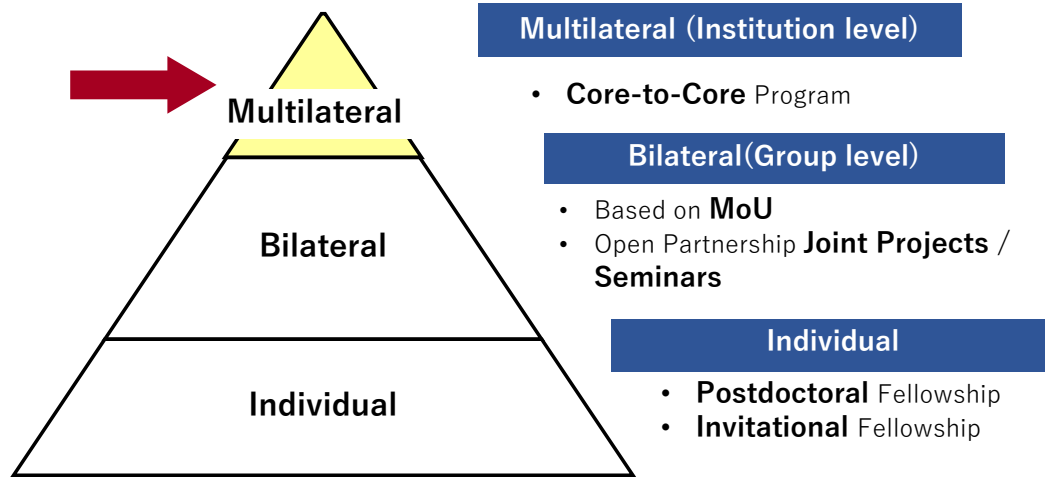 Multilateral (Institution level)
Multilateral
• Core-to-Core Program
Bilateral(Group level)
Bilateral
• Based on MoU
• Open Partnership Joint Projects /
Seminars
Individual
Individual
• Postdoctoral Fellowship
• Invitational Fellowship